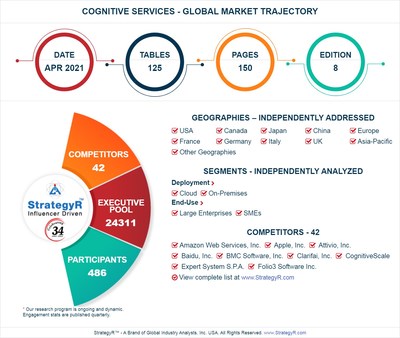 COGNITIVE SERVICES - GLOBAL MARKET TRAJECTORY
DATE
APR 2021
TABLES
125
PAGES
150
EDITION
8
COMPETITORS
42
EXECUTIVE
POOL
24311
PARTICIPANTS
486
StrategyR™
Influencer Driven
34
* Our research program is ongoing and dynamic.
Engagement stats are published quarterly.
GEOGRAPHIES – INDEPENDENTLY ADDRESSED
USA Canada Japan China Europe
France Germany Italy UK Asia-Pacific
Other Geographies
SEGMENTS - INDEPENDENTLY ANALYZED
Deployment
Cloud On-Premises
End-Use
Large Enterprises SMEs
COMPETITORS - 42
Amazon Web Services, Inc. Apple, Inc. Attivio, Inc.
Baidu, Inc. BMC Software, Inc. Clarifai, Inc. CognitiveScale
Expert System S.P.A. Folio3 Software Inc.
View complete list at www.StrategyR.com
StrategyR™ - A Brand of Global Industry Analysts, Inc. USA, All Rights Reserved. www.StrategyR.com